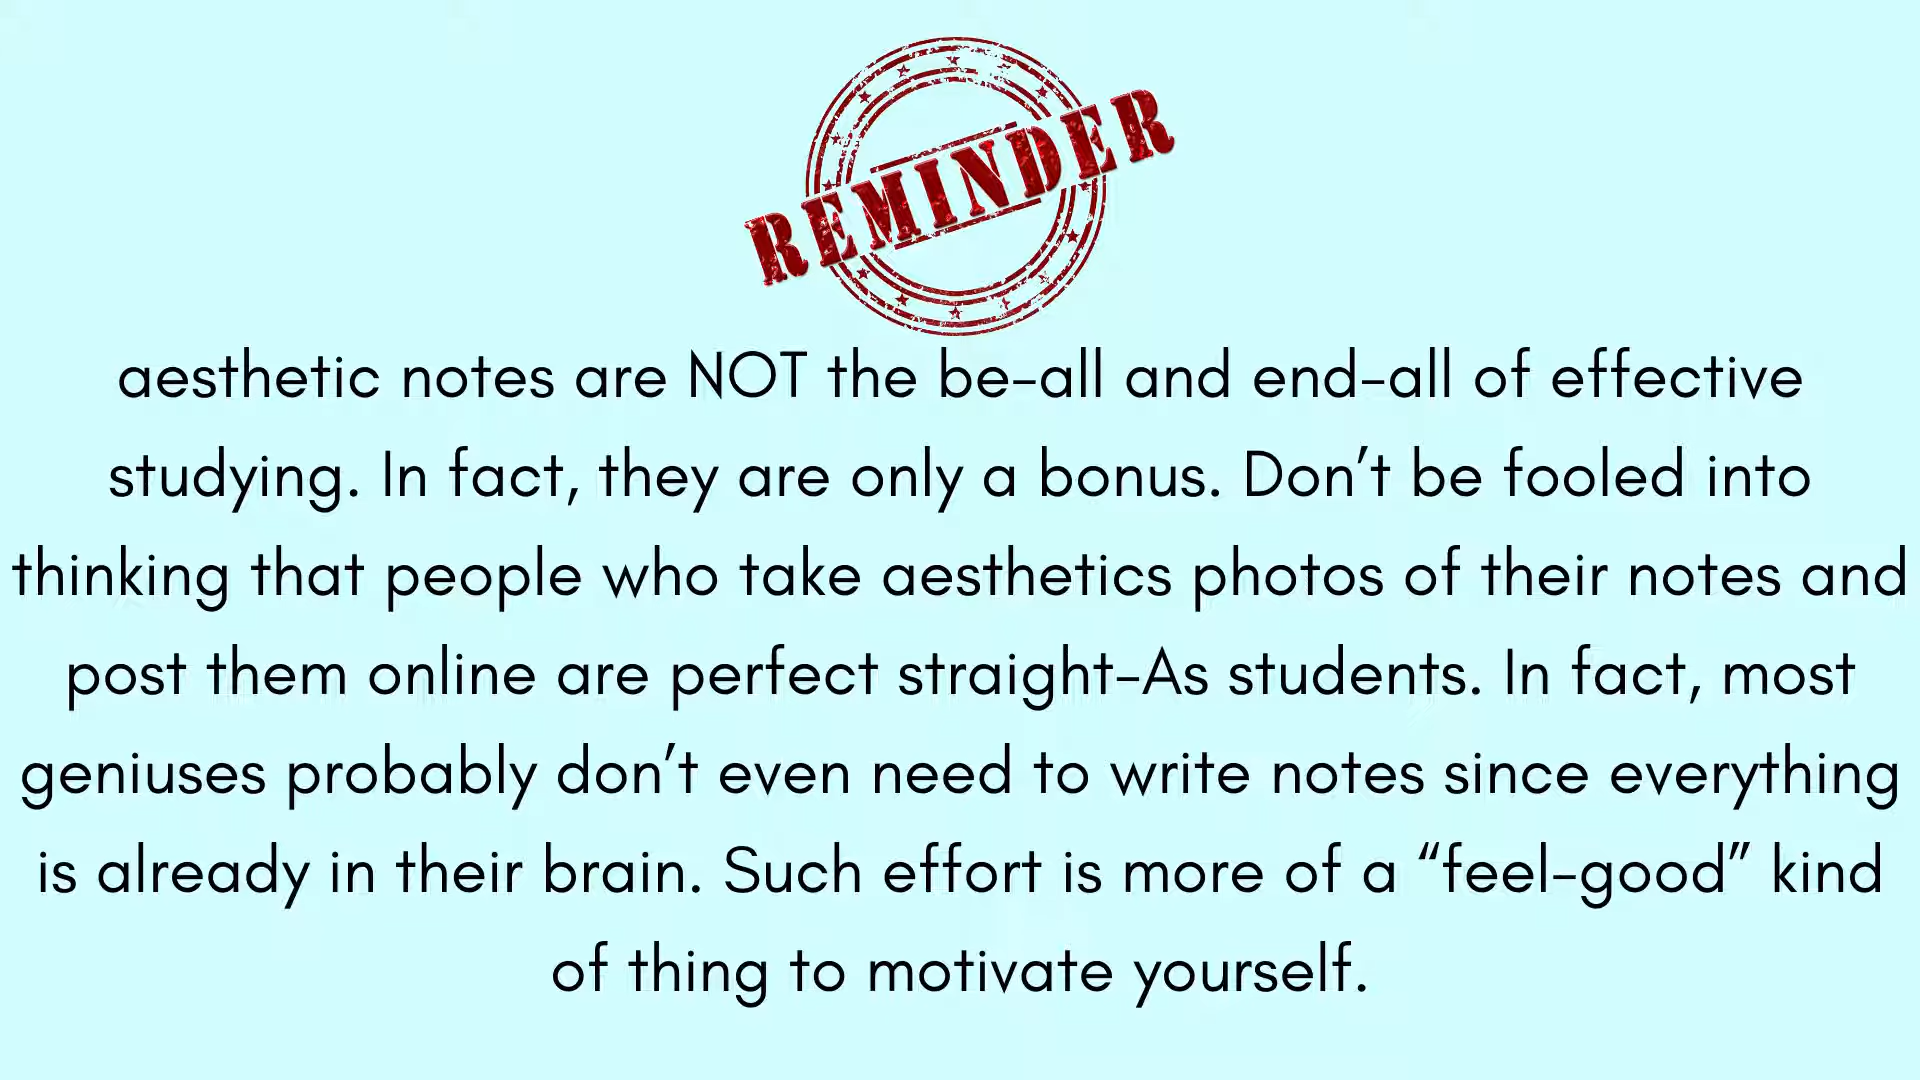 REMINDER
aesthetic notes are NOT the be-all and end-all of effective
studying. In fact, they are only a bonus. Don’t be fooled into
thinking that people who take aesthetics photos of their notes and
post them online are perfect straight-As students. In fact, most
geniuses probably don’t even need to write notes since everything
is already in their brain. Such effort is more of a “feel-good” kind
of thing to motivate yourself.